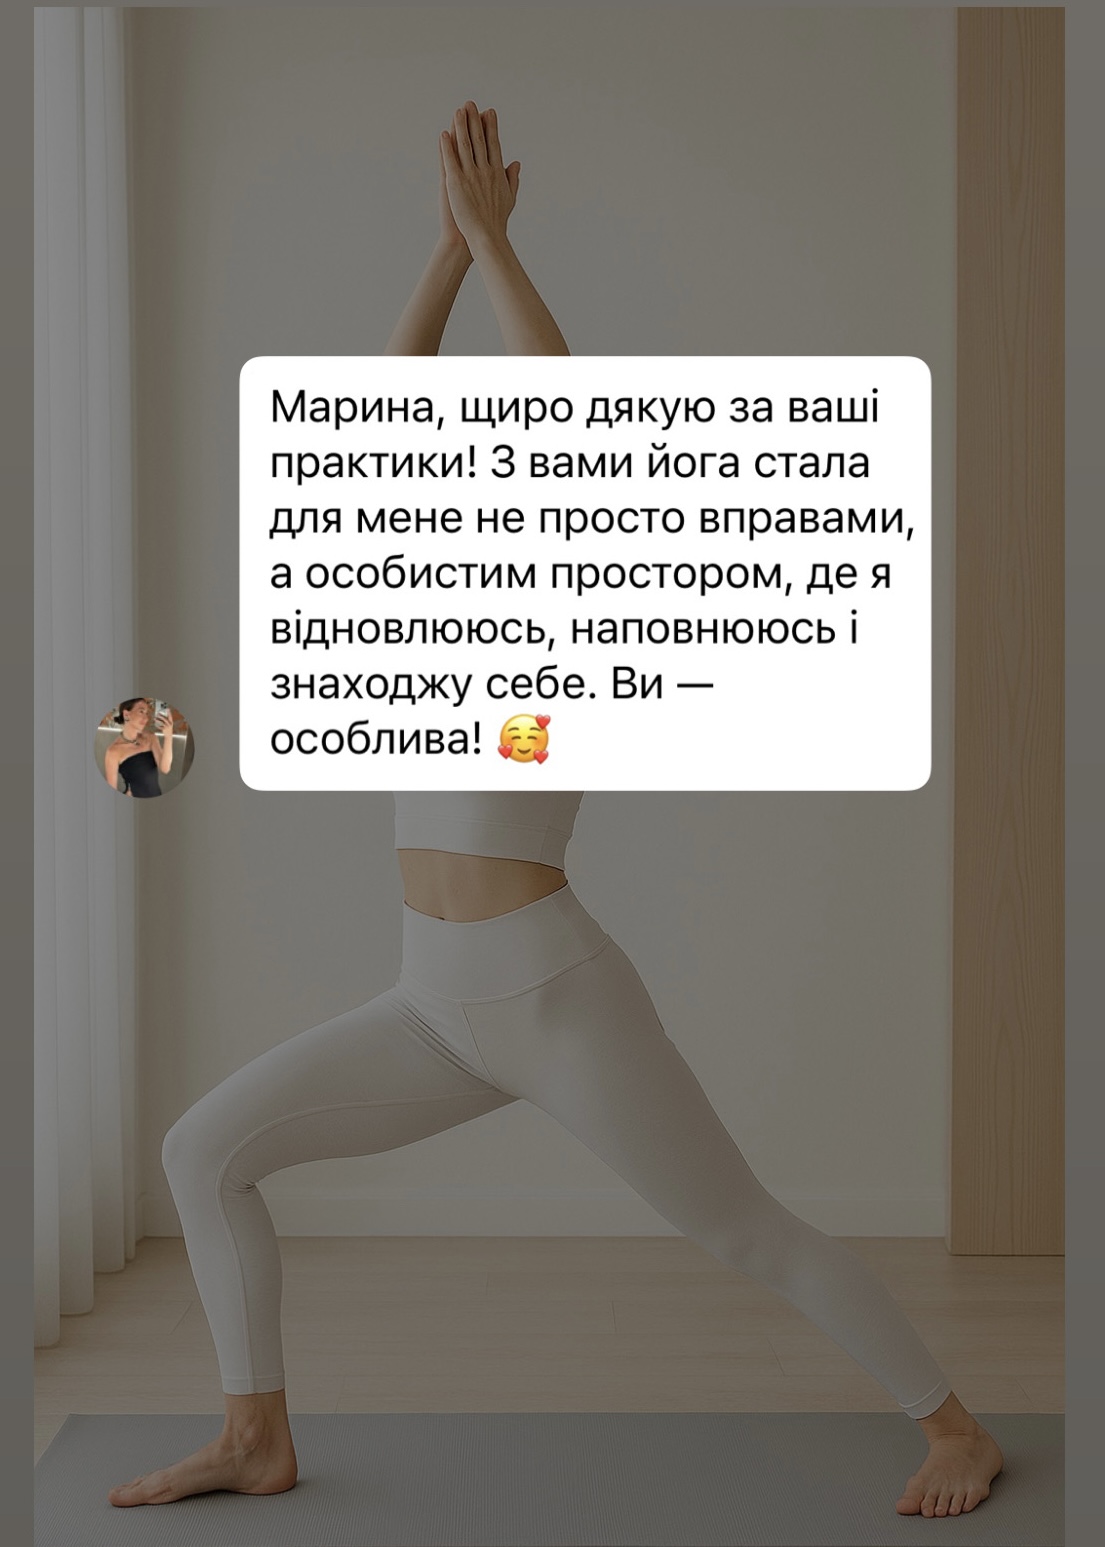 Марина, щиро дякую за ваші
практики! З вами йога стала
для мене не просто вправами,
а особистим простором, де я
відновлююсь, наповнююсь і
знаходжу себе. Ви —
особлива! 🥰